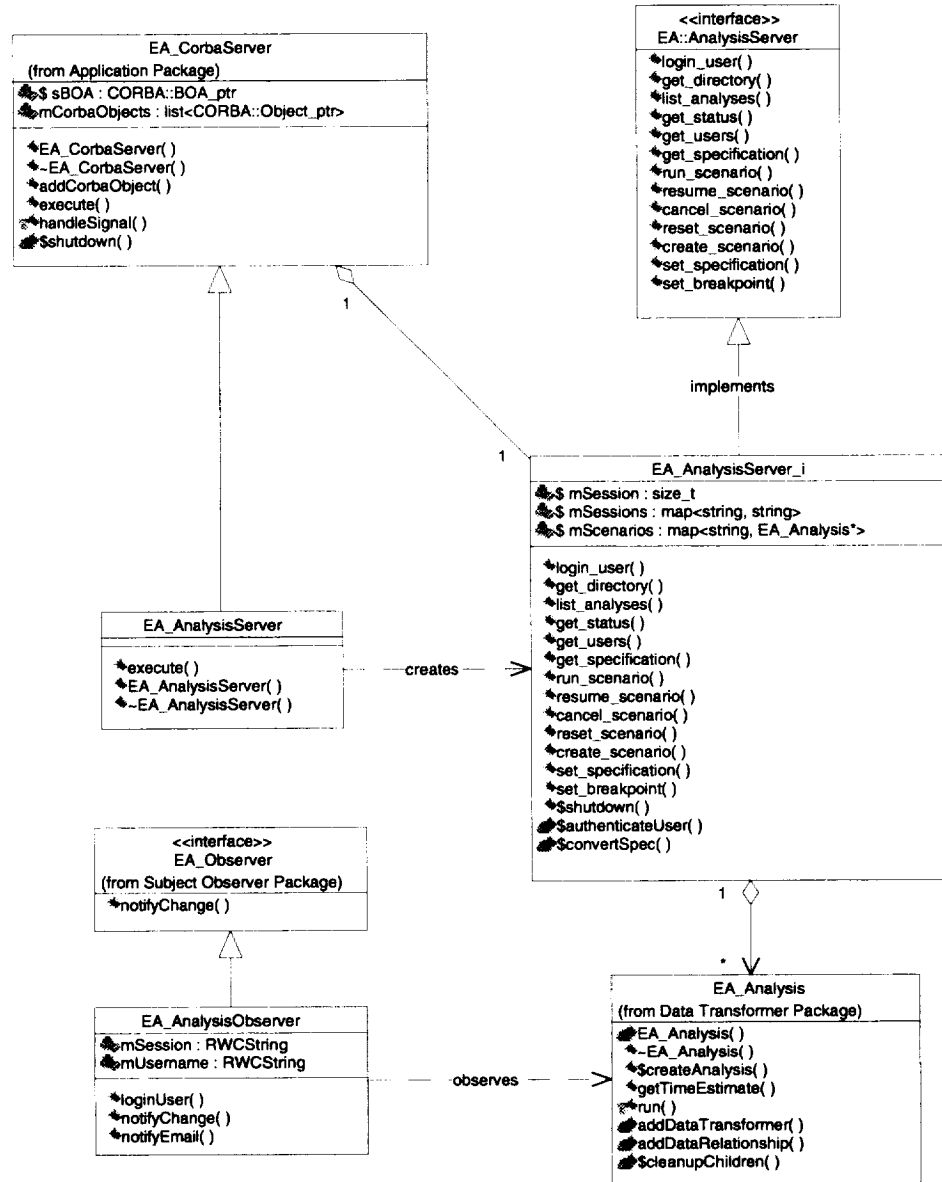 EA_CorbaServer
(from Application Package)
$ sBOA : CORBA::BOA_ptr
mCorbaObjects : list<CORBA::Object_ptr>
EA_CorbaServer( )
~EA_CorbaServer( )
addCorbaObject( )
execute( )
handleSignal( )
$shutdown( )
<<interface>>
EA::AnalysisServer
login_user( )
get_directory( )
list_analyses( )
get_status( )
get_users( )
get_specification( )
run_scenario( )
resume_scenario( )
cancel_scenario( )
reset_scenario( )
create_scenario( )
set_specification( )
set_breakpoint( )
1
implements
1
EA_AnalysisServer_i
$ mSession : size_t
$ mSessions : map<string, string>
$ mScenarios : map<string, EA_Analysis*>
login_user( )
get_directory( )
list_analyses( )
get_status( )
get_users( )
get_specification( )
run_scenario( )
resume_scenario( )
cancel_scenario( )
reset_scenario( )
create_scenario( )
set_specification( )
set_breakpoint( )
$shutdown( )
$authenticateUser( )
$convertSpec( )
EA_AnalysisServer
execute( )
EA_AnalysisServer( )
~EA_AnalysisServer( )
creates
<<interface>>
EA_Observer
(from Subject Observer Package)
notifyChange( )
1
*
EA_AnalysisObserver
mSession : RWCString
mUsername : RWCString
loginUser( )
notifyChange( )
notifyEmail( )
observes
EA_Analysis
(from Data Transformer Package)
EA_Analysis( )
~EA_Analysis( )
$createAnalysis( )
getTimeEstimate( )
run( )
addDataTransformer( )
addDataRelationship( )
$cleanupChildren( )